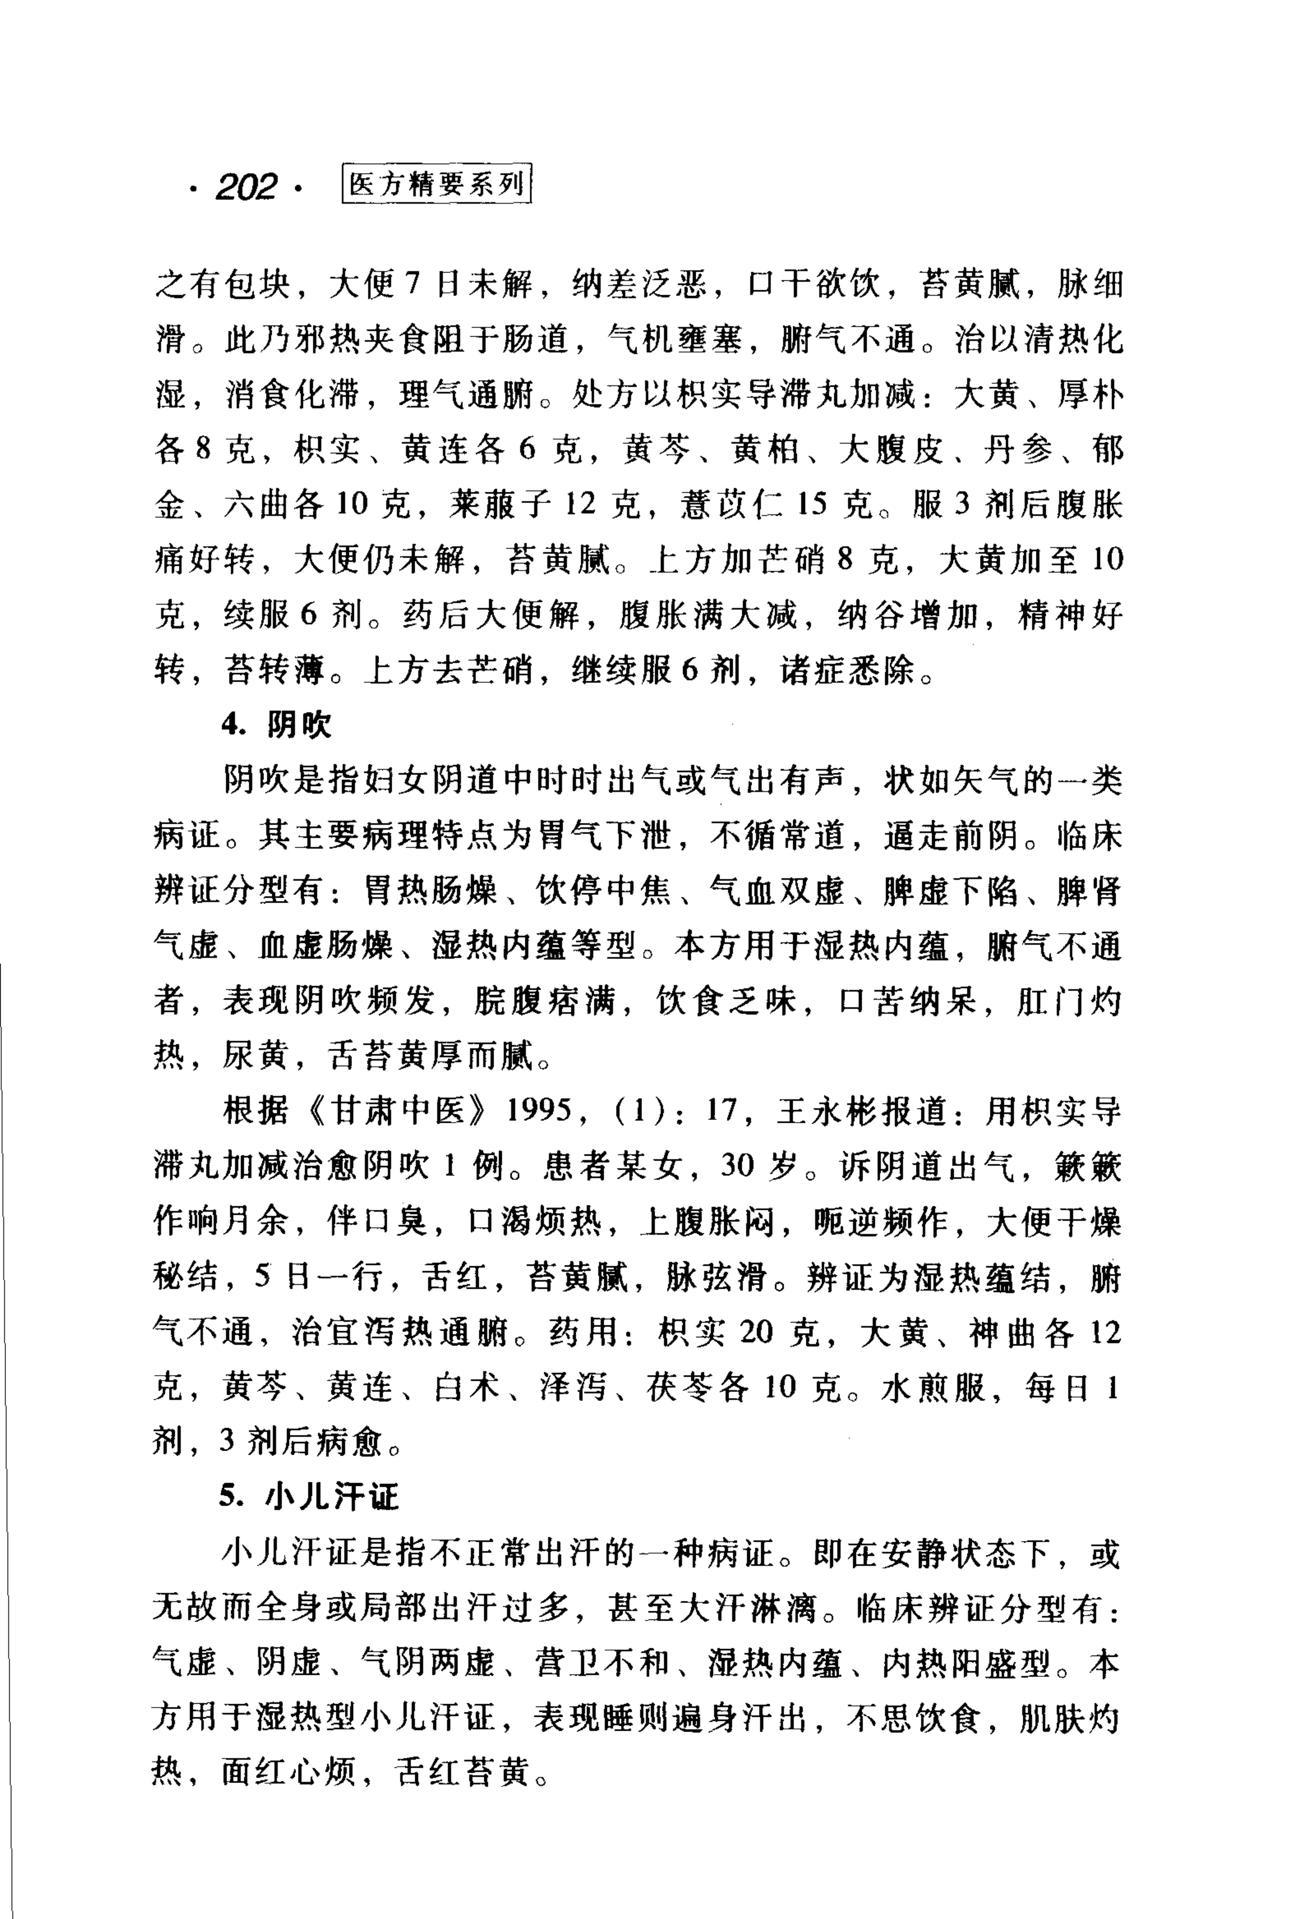 · 202 · 医方精要系列
之有包块，大便 7 日未解，纳差泛恶，口干欲饮，苔黄腻，脉细
滑。此乃邪热夹食阻于肠道，气机壅塞，腑气不通。治以清热化
湿，消食化滞，理气通腑。处方以枳实导滞丸加减：大黄、厚朴
各 8 克，枳实、黄连各 6 克，黄芩、黄柏、大腹皮、丹参、郁
金、六曲各 10 克，莱菔子 12 克，薏苡仁 15 克。服 3 剂后腹胀
痛好转，大便仍未解，苔黄腻。上方加芒硝 8 克，大黄加至 10
克，续服 6 剂。药后大便解，腹胀满大减，纳谷增加，精神好
转，苔转薄。上方去芒硝，继续服 6 剂，诸症悉除。
4. 阴吹
阴吹是指妇女阴道中时时出气或气出有声，状如矢气的一类
病证。其主要病理特点为胃气下泄，不循常道，逼走前阴。临床
辨证分型有：胃热肠燥、饮停中焦、气血双虚、脾虚下陷、脾肾
气虚、血虚肠燥、湿热内蕴等型。本方用于湿热内蕴，腑气不通
者，表现阴吹频发，脘腹痞满，饮食乏味，口苦纳呆，肛门灼
热，尿黄，舌苔黄厚而腻。
根据《甘肃中医》1995，(1)：17，王永彬报道：用枳实导
滞丸加减治愈阴吹 1 例。患者某女，30 岁。诉阴道出气，簌簌
作响月余，伴口臭，口渴烦热，上腹胀闷，呃逆频作，大便干燥
秘结，5 日一行，舌红，苔黄腻，脉弦滑。辨证为湿热蕴结，腑
气不通，治宜泻热通腑。药用：枳实 20 克，大黄、神曲各 12
克，黄芩、黄连、白术、泽泻、茯苓各 10 克。水煎服，每日 1
剂，3 剂后病愈。
5. 小儿汗证
小儿汗证是指不正常出汗的一种病证。即在安静状态下，或
无故而全身或局部出汗过多，甚至大汗淋漓。临床辨证分型有：
气虚、阴虚、气阴两虚、营卫不和、湿热内蕴、内热阳盛型。本
方用于湿热型小儿汗证，表现睡则遍身汗出，不思饮食，肌肤灼
热，面红心烦，舌红苔黄。